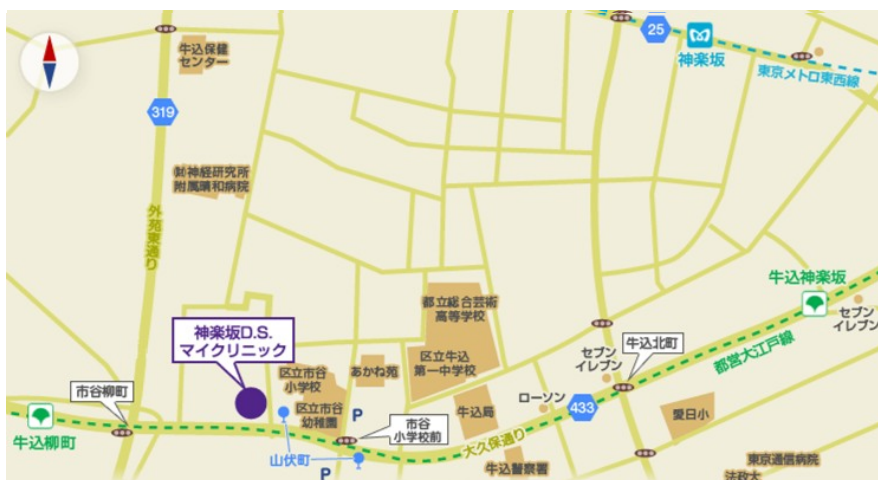 25
神楽坂
東京メトロ東西線
牛込保健
センター
319
㈶神経研究所
附属晴和病院
外苑東通り
牛込神楽坂
セブン
イレブン
都営大江戸線
都立総合芸術
高等学校
神楽坂D.S.
マイクリニック
牛込北町
セブン
イレブン
区立牛込
第一中学校
あかね苑
区立市谷
小学校
市谷柳町
ローソン
433
愛日小
牛込局
区立市谷
幼稚園
P
市谷
小学校前
大久保通り
牛込柳町
山伏町
P
牛込警察署
東京逓信病院
法政大